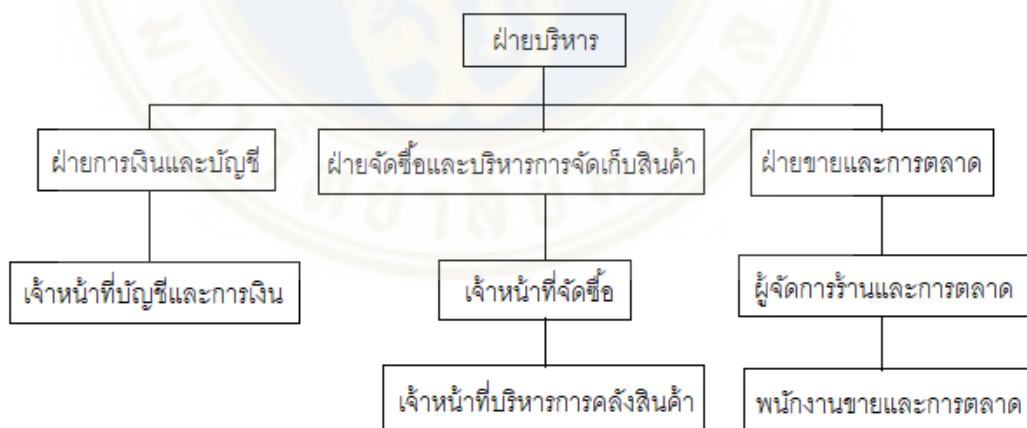 ฝ่ายบริหาร
ฝ่ายการเงินและบัญชี
ฝ่ายจัดซื้อและบริหารการจัดเก็บสินค้า
ฝ่ายขายและการตลาด
เจ้าหน้าที่บัญชีและการเงิน
เจ้าหน้าที่จัดซื้อ
ผู้จัดการร้านและการตลาด
เจ้าหน้าที่บริหารการคลังสินค้า
พนักงานขายและการตลาด